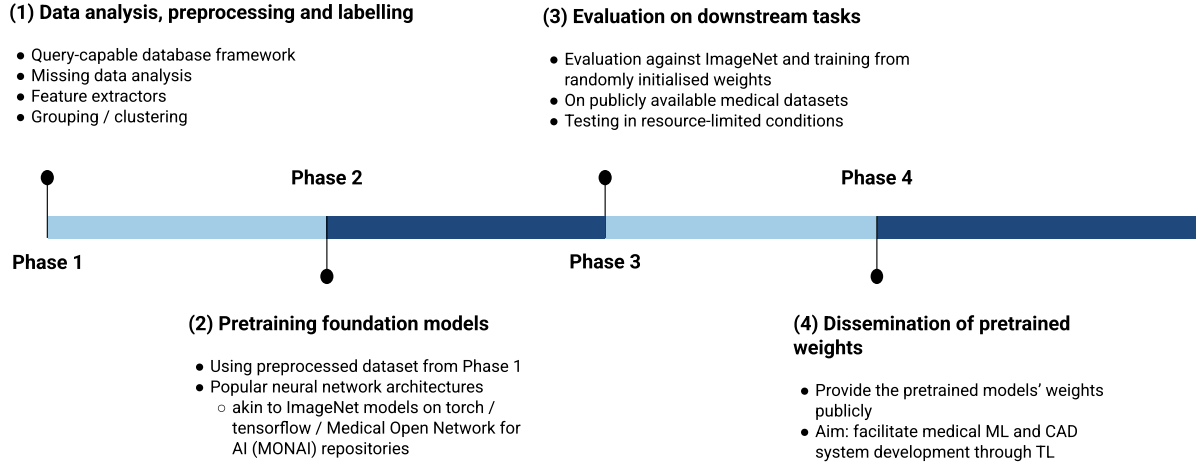 (1) Data analysis, preprocessing and labelling
● Query-capable database framework
● Missing data analysis
● Feature extractors
● Grouping / clustering
(3) Evaluation on downstream tasks
● Evaluation against ImageNet and training from
randomly initialised weights
● On publicly available medical datasets
● Testing in resource-limited conditions
Phase 2
Phase 4
Phase 1
Phase 3
(2) Pretraining foundation models
● Using preprocessed dataset from Phase 1
● Popular neural network architectures
○ akin to ImageNet models on torch /
tensorflow / Medical Open Network for
AI (MONAI) repositories
(4) Dissemination of pretrained
weights
● Provide the pretrained models’ weights
publicly
● Aim: facilitate medical ML and CAD
system development through TL